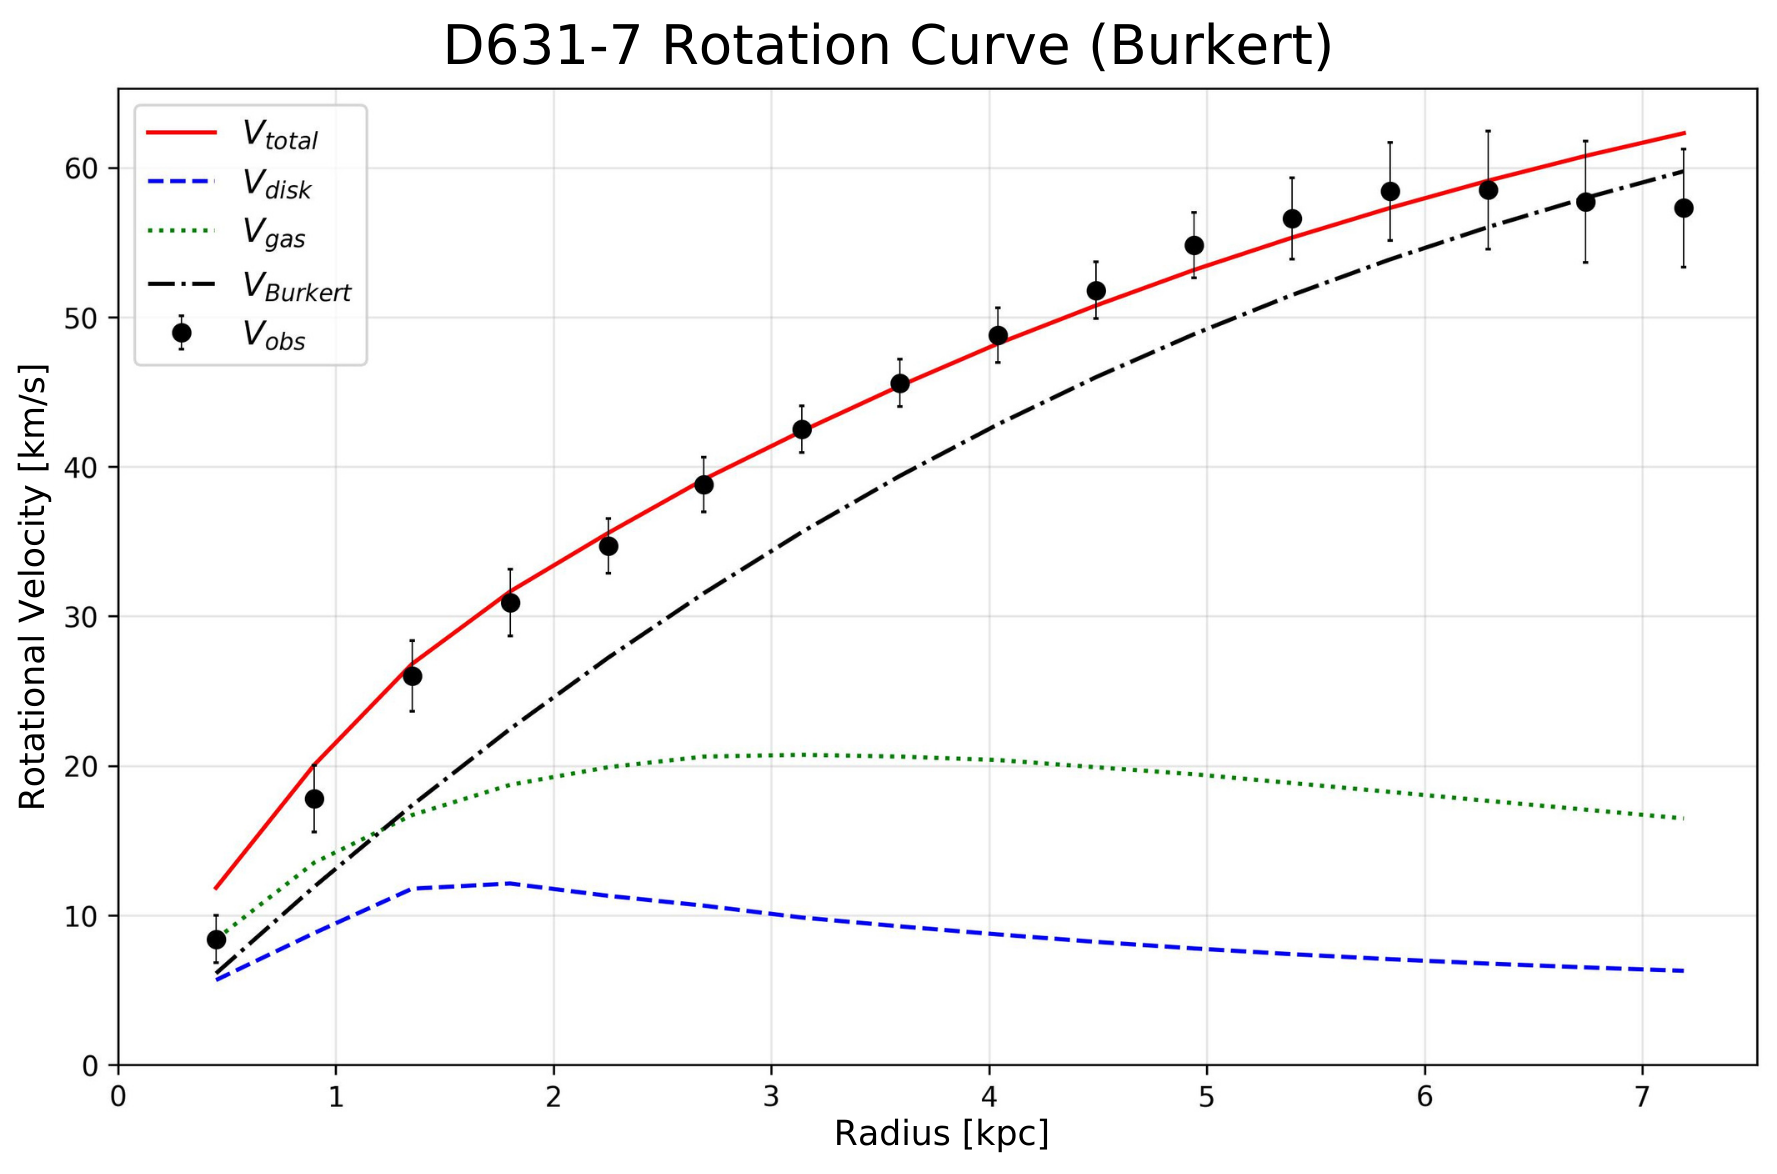 D631-7 Rotation Curve (Burkert)
V_total
V_disk
V_gas
V_Burkert
V_obs
Rotational Velocity [km/s]
60
50
40
30
20
10
0
0 1 2 3 4 5 6 7
Radius [kpc]